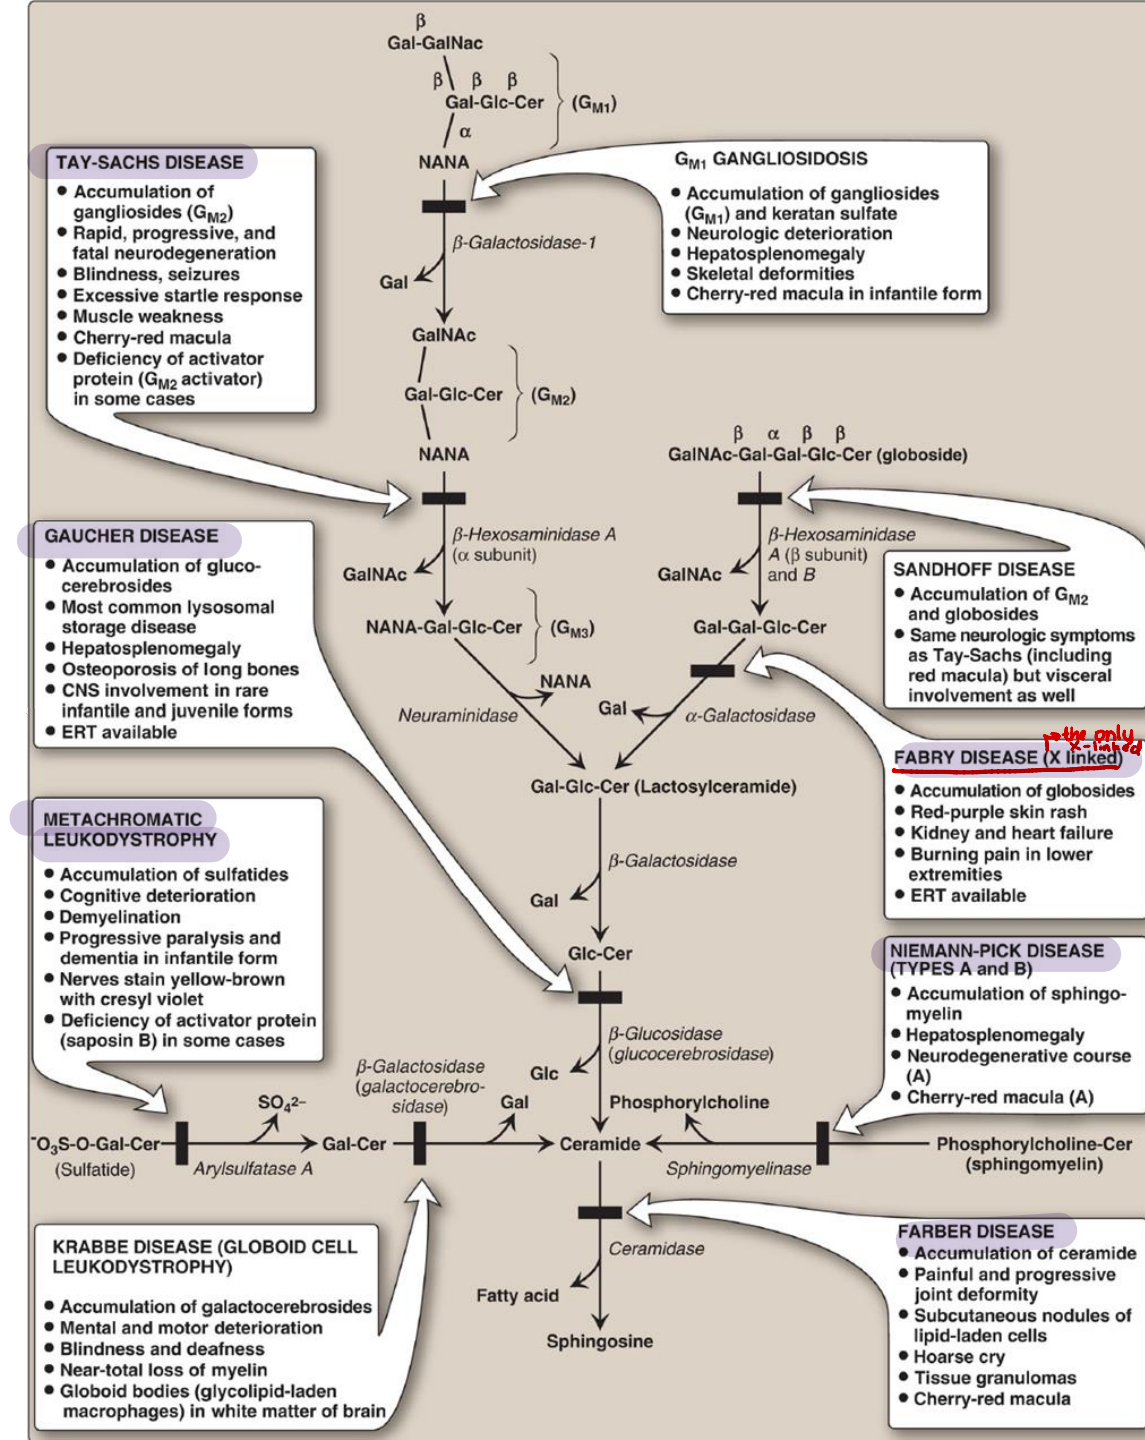 β
Gal-GalNac
β β β
Gal-Glc-Cer (GM1)
α
NANA
TAY-SACHS DISEASE
● Accumulation of
gangliosides (GM2)
● Rapid, progressive, and
fatal neurodegeneration
● Blindness, seizures
● Excessive startle response
● Muscle weakness
● Cherry-red macula
● Deficiency of activator
protein (GM2 activator)
in some cases
GM1 GANGLIOSIDOSIS
● Accumulation of gangliosides
(GM1) and keratan sulfate
● Neurologic deterioration
● Hepatosplenomegaly
● Skeletal deformities
● Cherry-red macula in infantile form
β-Galactosidase-1
Gal
GalNAc
Gal-Glc-Cer (GM2)
NANA
β α β β
GalNAc-Gal-Gal-Glc-Cer (globoside)
GAUCHER DISEASE
● Accumulation of gluco-
cerebrosides
● Most common lysosomal
storage disease
● Hepatosplenomegaly
● Osteoporosis of long bones
● CNS involvement in rare
infantile and juvenile forms
● ERT available
β-Hexosaminidase A
(α subunit)
GalNAc
NANA-Gal-Glc-Cer (GM3)
NANA
Neuraminidase
β-Hexosaminidase
A (β subunit)
and B
GalNAc
Gal-Gal-Glc-Cer
Gal
α-Galactosidase
SANDHOFF DISEASE
● Accumulation of GM2
and globosides
● Same neurologic symptoms
as Tay-Sachs (including
red macula) but visceral
involvement as well
the only
X-linked
FABRY DISEASE (X linked)
● Accumulation of globosides
● Red-purple skin rash
● Kidney and heart failure
● Burning pain in lower
extremities
● ERT available
Gal-Glc-Cer (Lactosylceramide)
β-Galactosidase
Gal
Glc-Cer
METACHROMATIC
LEUKODYSTROPHY
● Accumulation of sulfatides
● Cognitive deterioration
● Demyelination
● Progressive paralysis and
dementia in infantile form
● Nerves stain yellow-brown
with cresyl violet
● Deficiency of activator protein
(saposin B) in some cases
NIEMANN-PICK DISEASE
(TYPES A and B)
● Accumulation of sphingo-
myelin
● Hepatosplenomegaly
● Neurodegenerative course
(A)
● Cherry-red macula (A)
β-Glucosidase
(glucocerebrosidase)
Glc
β-Galactosidase
(galactocerebro-
sidase)
SO₄²⁻ Gal Phosphorylcholine
⁻O₃S-O-Gal-Cer Gal-Cer Ceramide Phosphorylcholine-Cer
(Sulfatide) Arylsulfatase A Sphingomyelinase (sphingomyelin)
Ceramidase
Fatty acid
Sphingosine
KRABBE DISEASE (GLOBOID CELL
LEUKODYSTROPHY)
● Accumulation of galactocerebrosides
● Mental and motor deterioration
● Blindness and deafness
● Near-total loss of myelin
● Globoid bodies (glycolipid-laden
macrophages) in white matter of brain
FARBER DISEASE
● Accumulation of ceramide
● Painful and progressive
joint deformity
● Subcutaneous nodules of
lipid-laden cells
● Hoarse cry
● Tissue granulomas
● Cherry-red macula